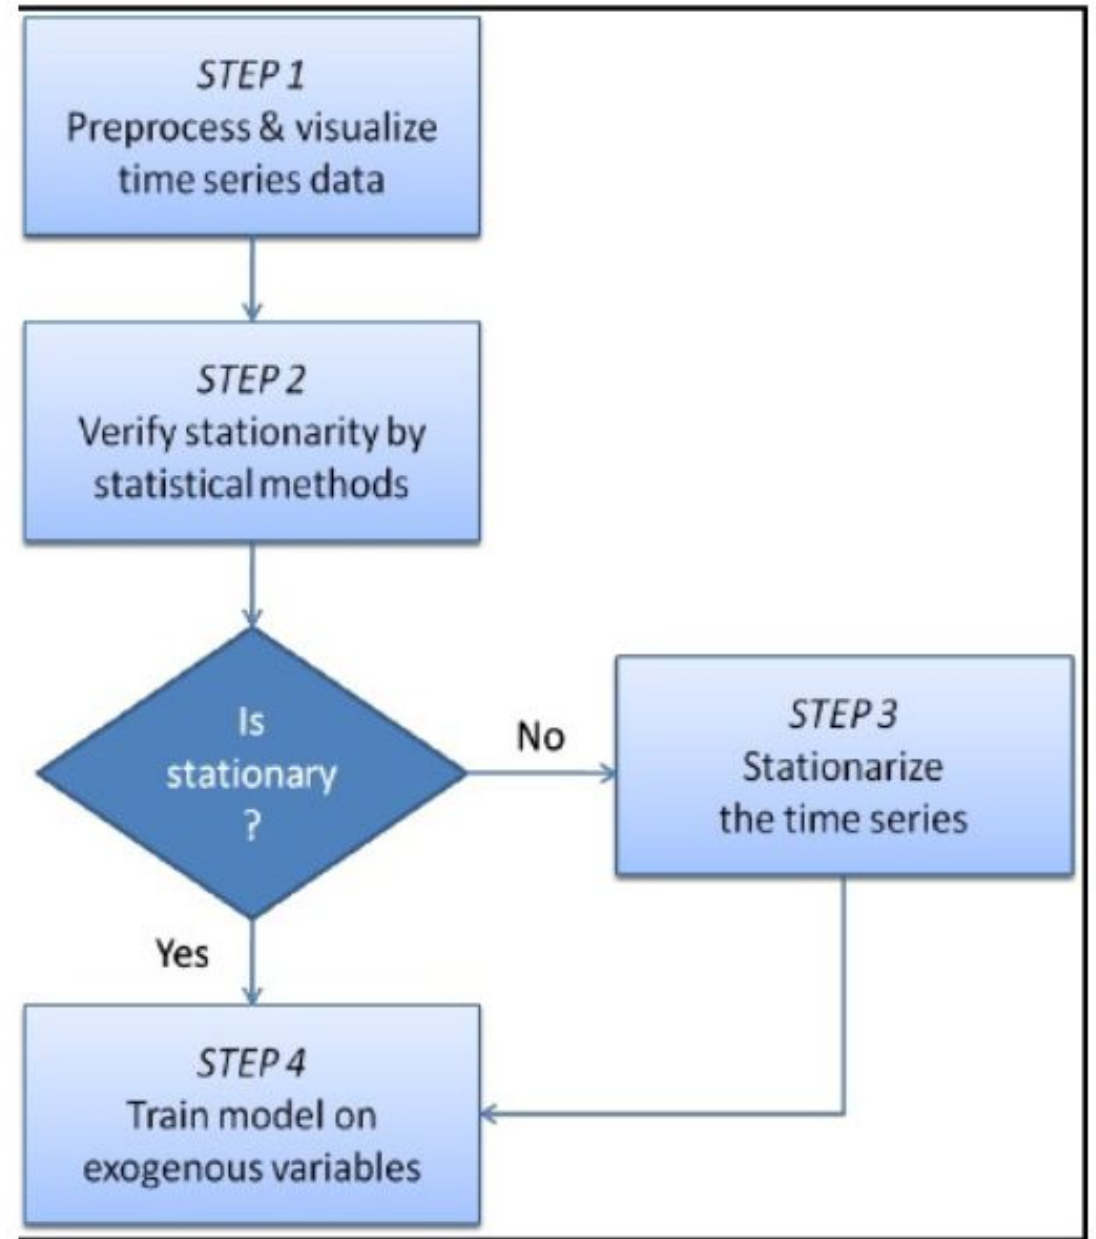 STEP 1
Preprocess & visualize
time series data
STEP 2
Verify stationarity by
statistical methods
Is
stationary
?
No
STEP 3
Stationarize
the time series
Yes
STEP 4
Train model on
exogenous variables